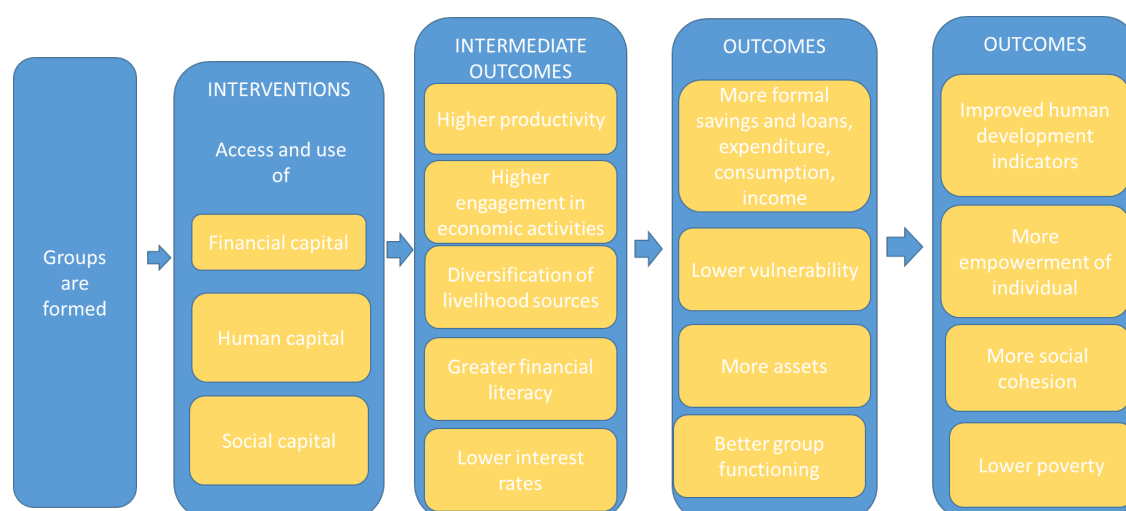 Groups
are
formed
INTERVENTIONS
Access and use
of
Financial capital
Human capital
Social capital
INTERMEDIATE
OUTCOMES
Higher productivity
Higher
engagement in
economic activities
Diversification of
livelihood sources
Greater financial
literacy
Lower interest
rates
OUTCOMES
More formal
savings and loans,
expenditure,
consumption,
income
Lower vulnerability
More assets
Better group
functioning
OUTCOMES
Improved human
development
indicators
More
empowerment of
individual
More social
cohesion
Lower poverty